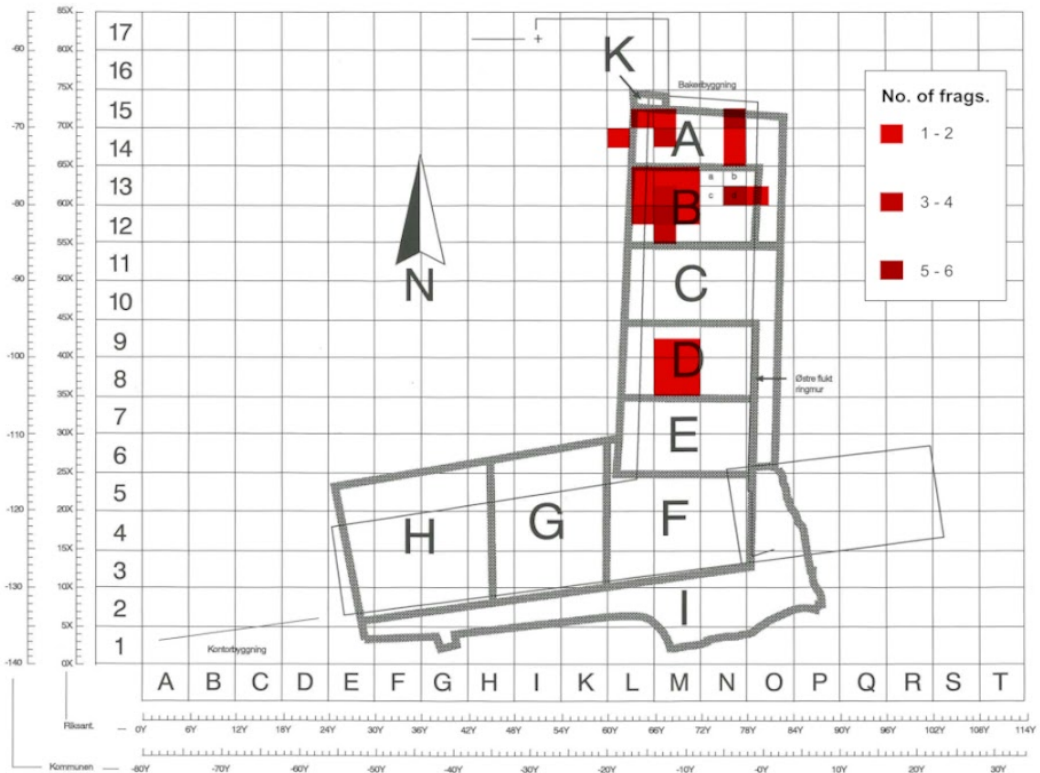 85X
17
-60
80X
K
16
75X
Bakeribyggning
No. of frags.
15
-70
70X
1 - 2
A
14
65X
a b
13
3 - 4
-80
60X
c
B
12
55X
11
5 - 6
N
-90
50X
C
10
45X
9
-100
40X
D
8
Østre flukt
ringmur
35X
7
-110
30X
E
6
25X
5
-120
20X
H G F
4
15X
3
-130
10X
2
I
5X
1
Kontorbyggning
-140
0X
A B C D E F G H I K L M N O P Q R S T
Riksant. 0Y 6Y 12Y 18Y 24Y 30Y 36Y 42Y 48Y 54Y 60Y 66Y 72Y 78Y 84Y 90Y 96Y 102Y 108Y 114Y
Kommunen -80Y -70Y -60Y -50Y -40Y -30Y -20Y -10Y -0Y 10Y 20Y 30Y